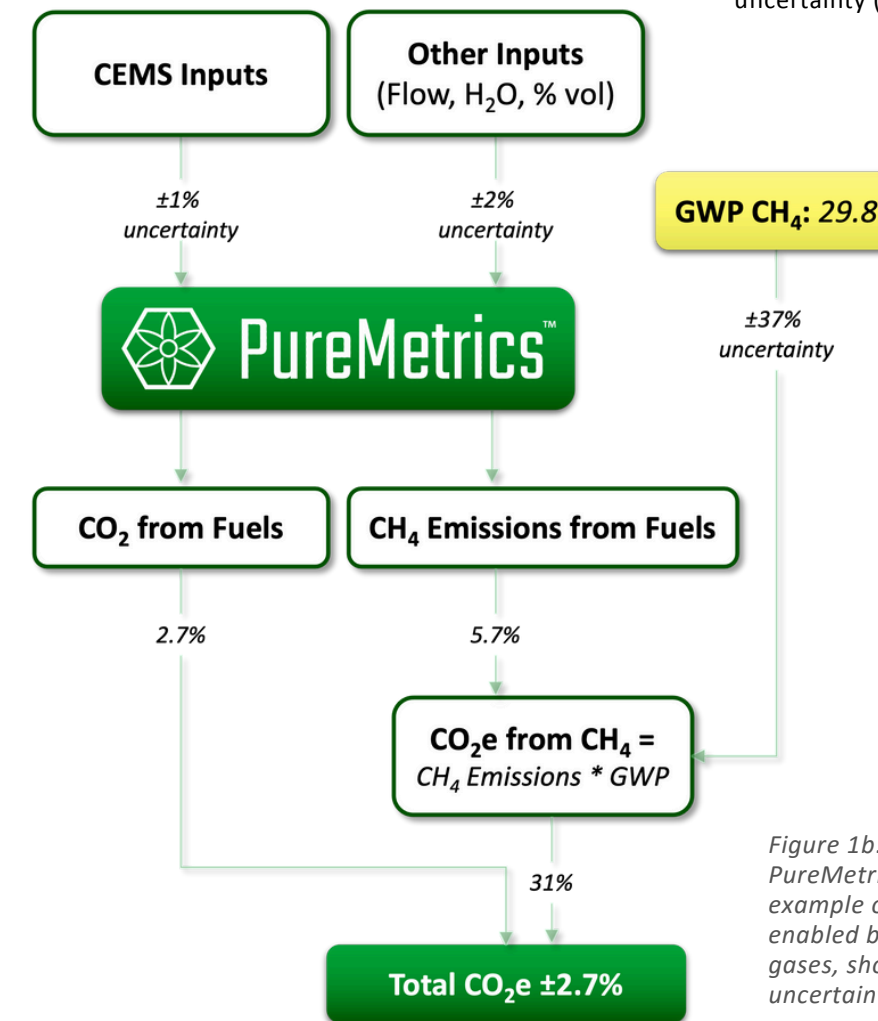 uncertainty (
CEMS Inputs
Other Inputs
(Flow, H₂O, % vol)
±1%
uncertainty
±2%
uncertainty
GWP CH₄: 29.8
±37%
uncertainty
PureMetrics™
CO₂ from Fuels
CH₄ Emissions from Fuels
2.7%
5.7%
CO₂e from CH₄ =
CH₄ Emissions * GWP
31%
Total CO₂e ±2.7%
Figure 1b:
PureMetr
example o
enabled b
gases, sho
uncertain